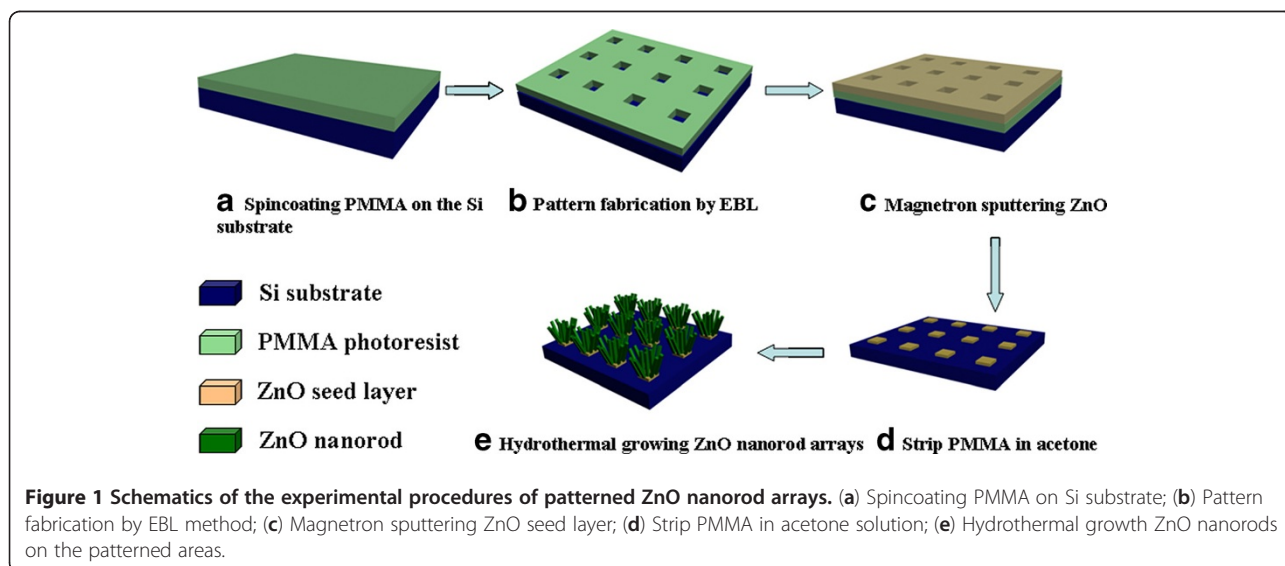 a Spincoating PMMA on the Si
substrate
b Pattern fabrication by EBL
c Magnetron sputtering ZnO
Si substrate
PMMA photoresist
ZnO seed layer
ZnO nanorod
e Hydrothermal growing ZnO nanorod arrays
d Strip PMMA in acetone
Figure 1 Schematics of the experimental procedures of patterned ZnO nanorod arrays. (a) Spincoating PMMA on Si substrate; (b) Pattern
fabrication by EBL method; (c) Magnetron sputtering ZnO seed layer; (d) Strip PMMA in acetone solution; (e) Hydrothermal growth ZnO nanorods
on the patterned areas.